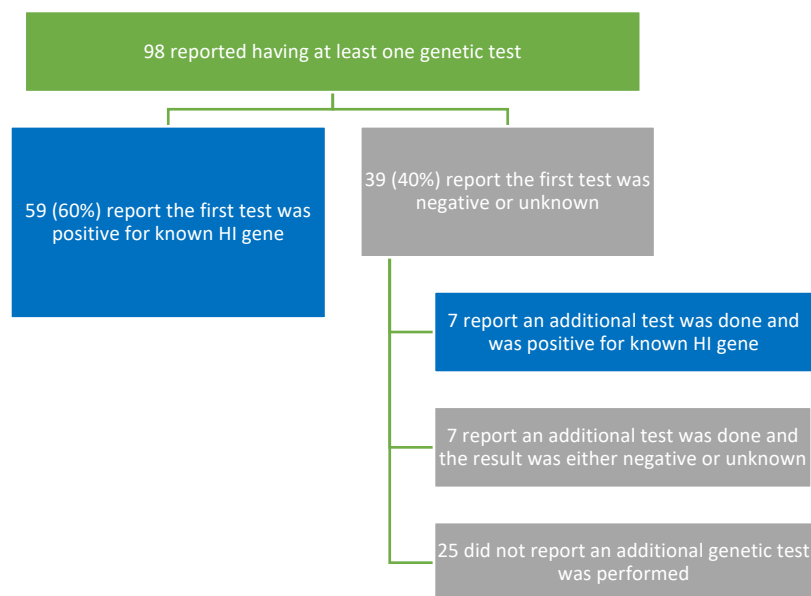 98 reported having at least one genetic test
59 (60%) report the first test was
positive for known HI gene
39 (40%) report the first test was
negative or unknown
7 report an additional test was done and
was positive for known HI gene
7 report an additional test was done and
the result was either negative or unknown
25 did not report an additional genetic test
was performed